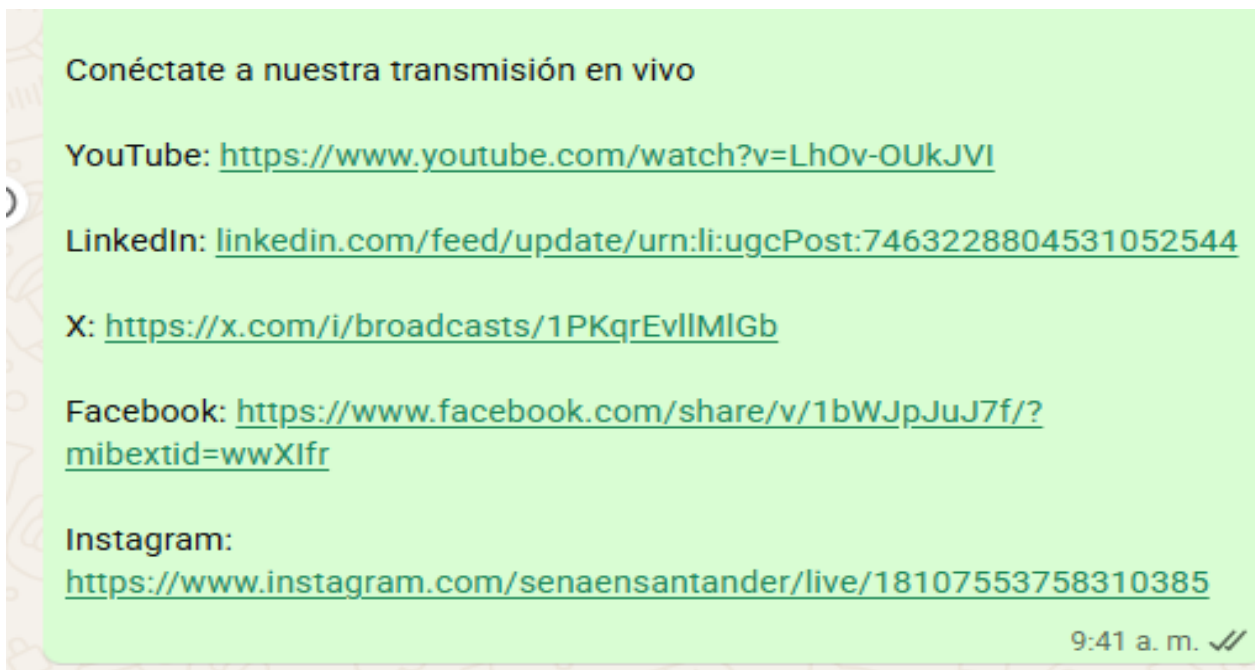 Conéctate a nuestra transmisión en vivo
YouTube: https://www.youtube.com/watch?v=LhOv-OUkJVI
LinkedIn: linkedin.com/feed/update/urn:li:ugcPost:7463228804531052544
X: https://x.com/i/broadcasts/1PKqrEvllMlGb
Facebook: https://www.facebook.com/share/v/1bWJpJuJ7f/?
mibextid=wwXIfr
Instagram:
https://www.instagram.com/senaensantander/live/18107553758310385
9:41 a. m.